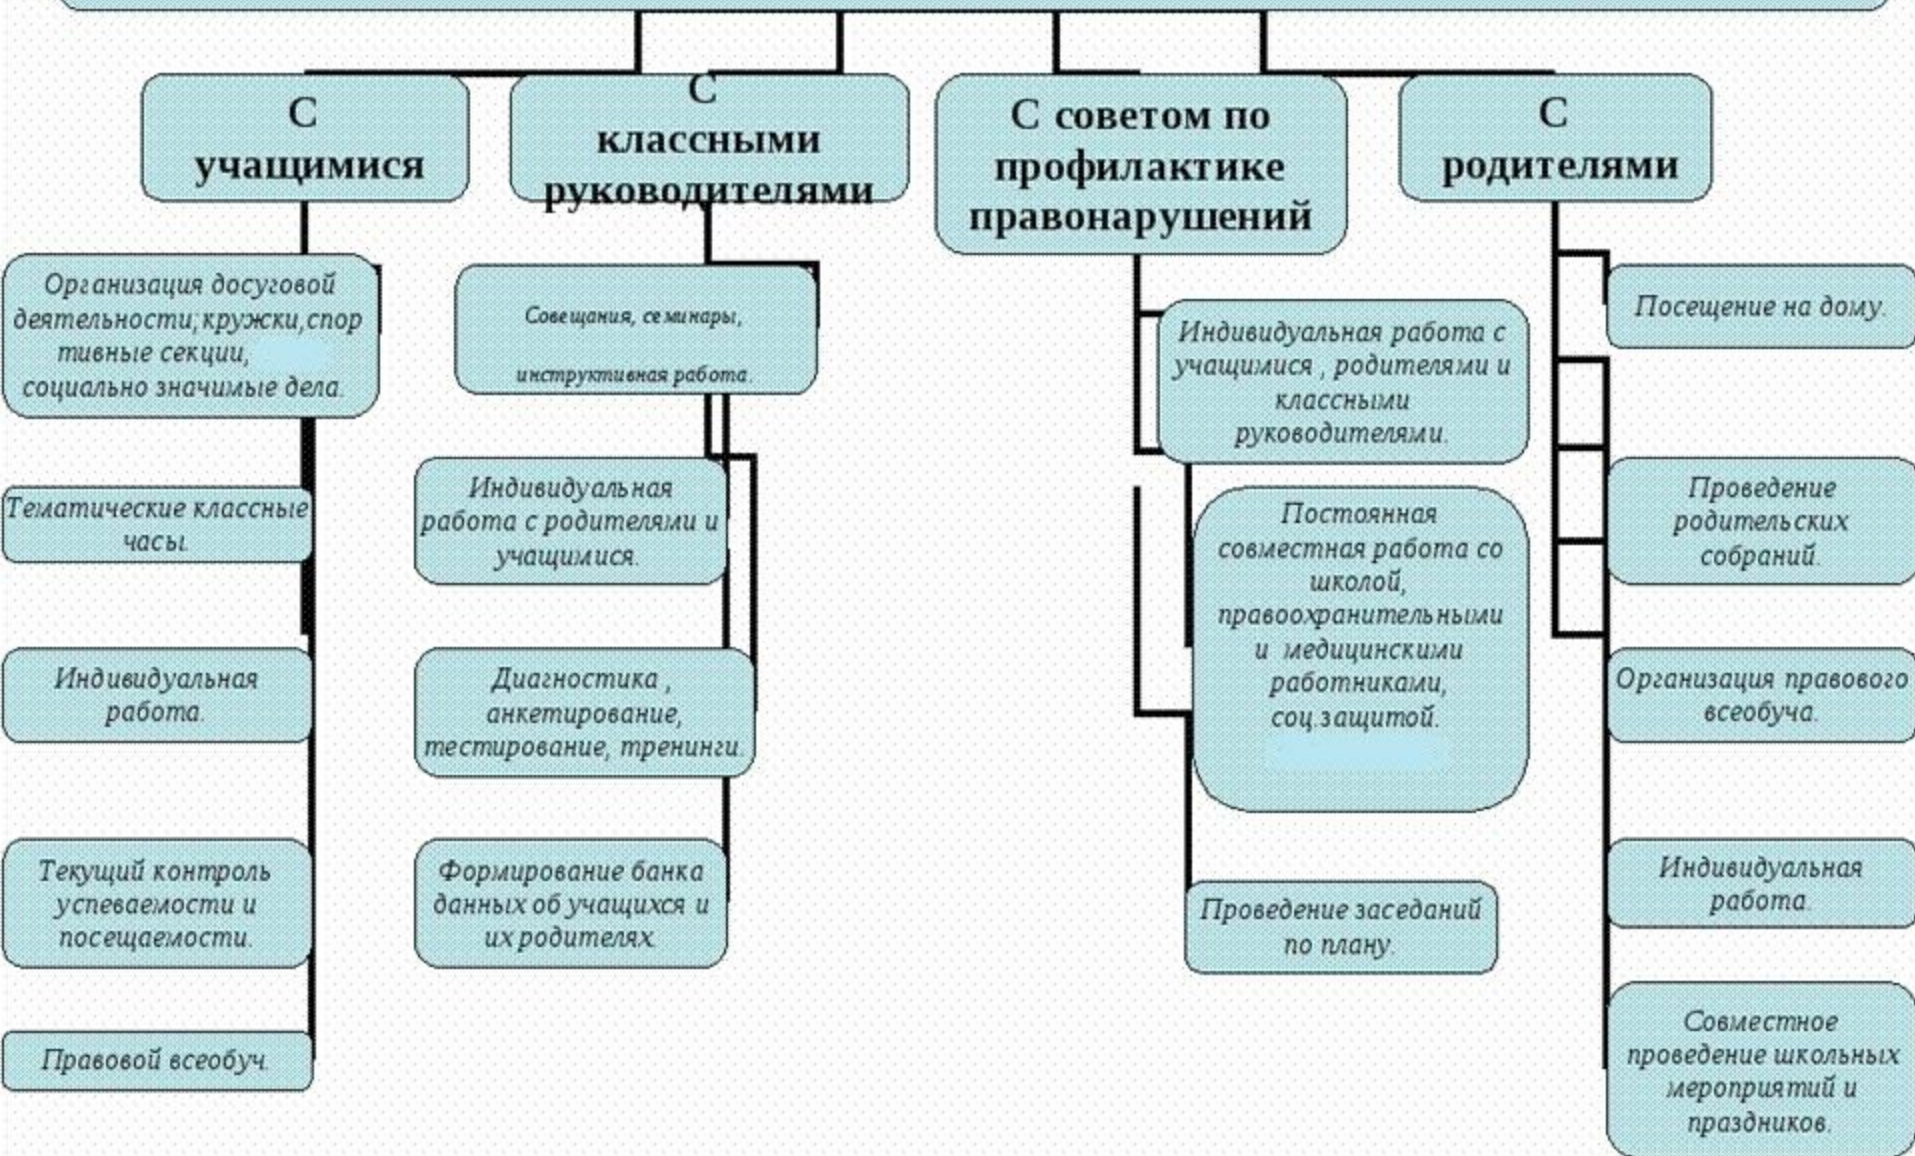 С
учащимися
Организация досуговой
деятельности;кружки,спор
тивные секции,
социально значимые дела.
Тематические классные
часы.
Индивидуальная
работа.
Текущий контроль
успеваемости и
посещаемости.
Правовой всеобуч.
С
классными
руководителями
Совещания, семинары,
инструктивная работа.
Индивидуальная
работа с родителями и
учащимися.
Диагностика ,
анкетирование,
тестирование, тренинги.
Формирование банка
данных об учащихся и
их родителях.
С советом по
профилактике
правонарушений
Индивидуальная работа с
учащимися , родителями и
классными
руководителями.
Постоянная
совместная работа со
школой,
правоохранительными
и медицинскими
работниками,
соц.защитой.
Проведение заседаний
по плану.
С
родителями
Посещение на дому.
Проведение
родительских
собраний.
Организация правового
всеобуча.
Индивидуальная
работа.
Совместное
проведение школьных
мероприятий и
праздников.